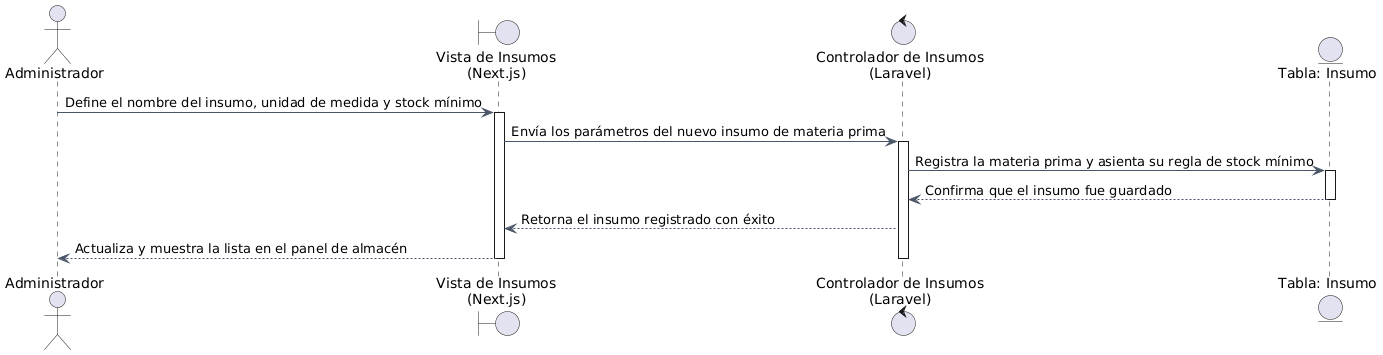 Administrador
Vista de Insumos
(Next.js)
Controlador de Insumos
(Laravel)
Tabla: Insumo
Define el nombre del insumo, unidad de medida y stock mínimo
Envía los parámetros del nuevo insumo de materia prima
Registra la materia prima y asienta su regla de stock mínimo
Confirma que el insumo fue guardado
Retorna el insumo registrado con éxito
Actualiza y muestra la lista en el panel de almacén
Administrador
Vista de Insumos
(Next.js)
Controlador de Insumos
(Laravel)
Tabla: Insumo